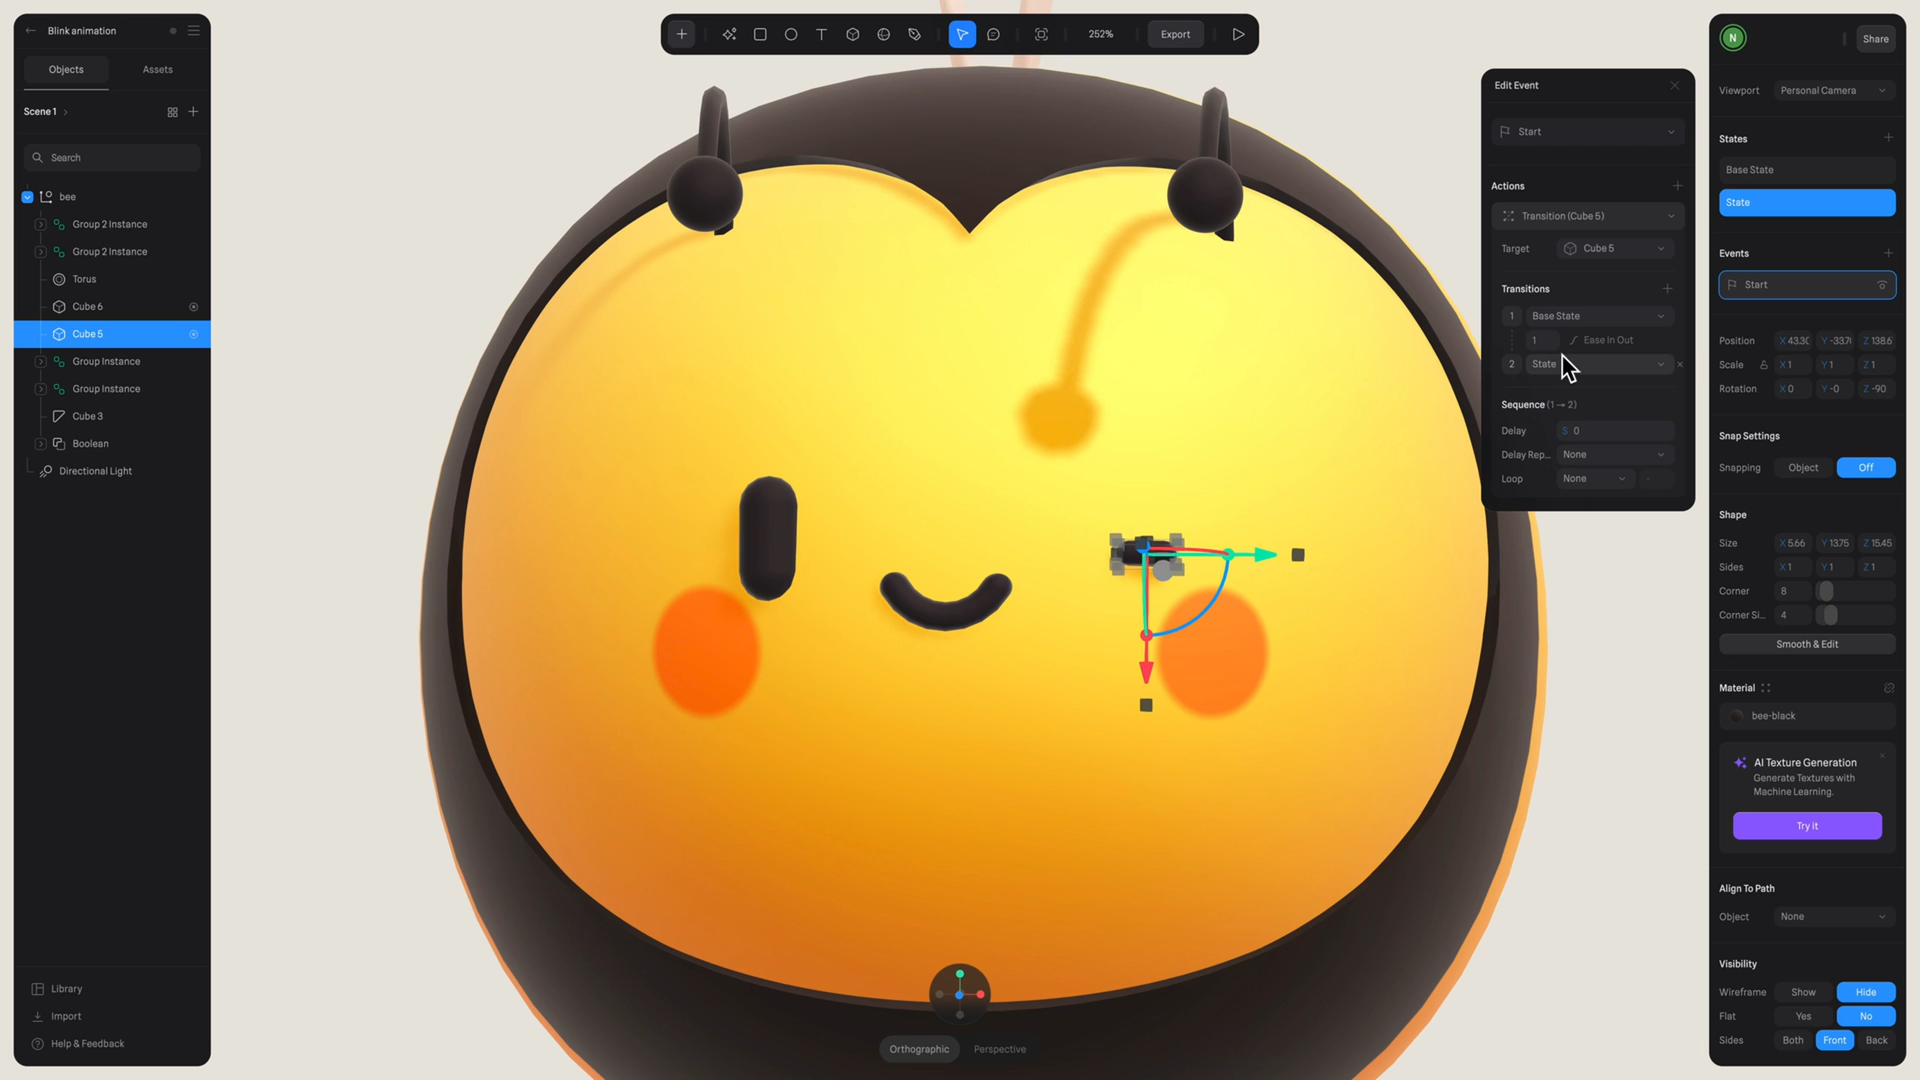 Blink animation
Objects
Assets
Scene 1
Search
bee
Group 2 Instance
Group 2 Instance
Torus
Cube 6
Cube 5
Group Instance
Group Instance
Cube 3
Boolean
Directional Light
Library
Import
Help & Feedback
T
252%
Export
Orthographic
Perspective
Edit Event
Start
Actions
Transition (Cube 5)
Target
Cube 5
Transitions
1
Base State
1
Ease In Out
2
State
Sequence (1 → 2)
Delay
S 0
Delay Rep...
None
Loop
None
N
Share
Viewport
Personal Camera
States
Base State
State
Events
Start
Position
X 43.30
Y -33.70
Z 138.6
Scale
X 1
Y 1
Z 1
Rotation
X 0
Y -0
Z -90
Snap Settings
Snapping
Object
Off
Shape
Size
X 5.66
Y 13.75
Z 15.45
Sides
X 1
Y 1
Z 1
Corner
8
Corner Si...
4
Smooth & Edit
Material
bee-black
AI Texture Generation
Generate Textures with
Machine Learning.
Try it
Align To Path
Object
None
Visibility
Wireframe
Show
Hide
Flat
Yes
No
Sides
Both
Front
Back